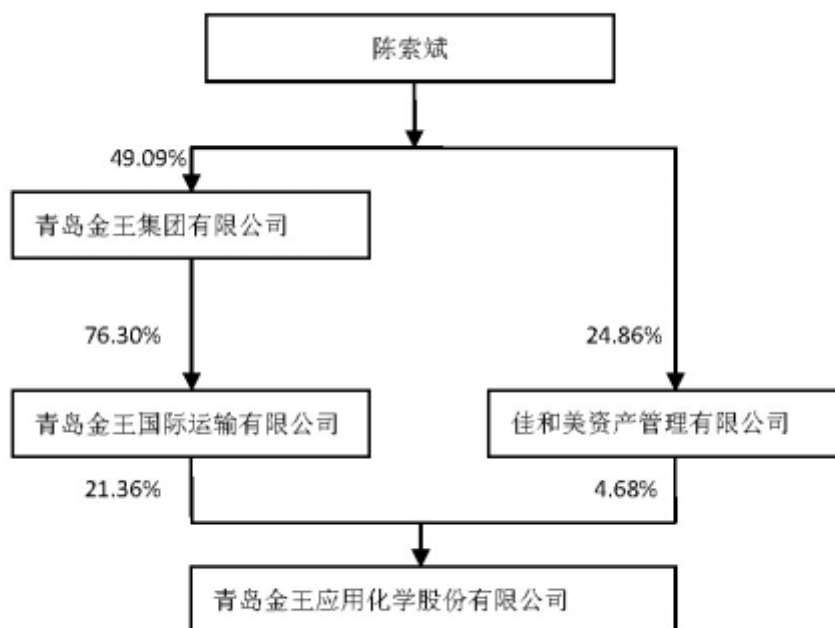 陈索斌
49.09%
青岛金王集团有限公司
76.30%
24.86%
青岛金王国际运输有限公司
佳和美资产管理有限公司
21.36%
4.68%
青岛金王应用化学股份有限公司